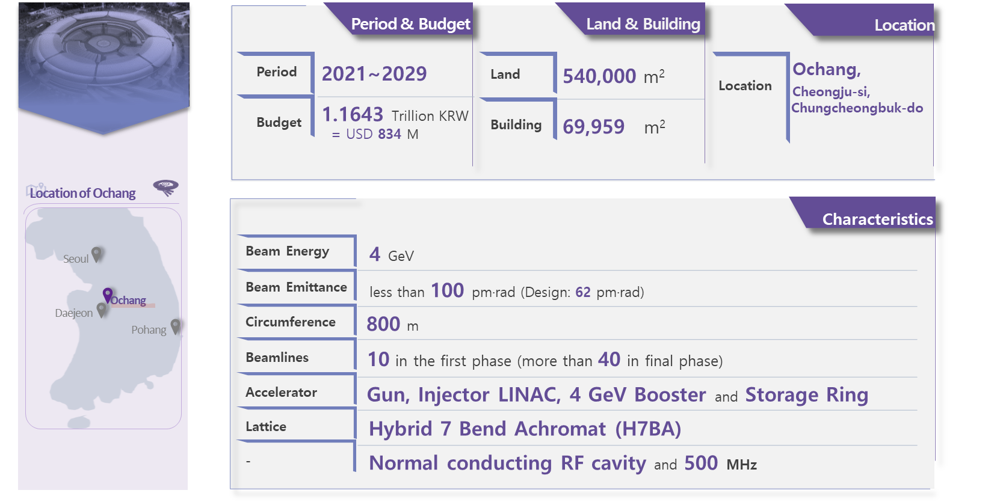 Period & Budget
Period
2021~2029
Budget
1.1643 Trillion KRW
= USD 834 M
Land & Building
Land
540,000 m²
Building
69,959 m²
Location
Location
Ochang,
Cheongju-si,
Chungcheongbuk-do
Location of Ochang
Seoul
Ochang
Daejeon
Pohang
Characteristics
Beam Energy
4 GeV
Beam Emittance
less than 100 pm·rad (Design: 62 pm·rad)
Circumference
800 m
Beamlines
10 in the first phase (more than 40 in final phase)
Accelerator
Gun, Injector LINAC, 4 GeV Booster and Storage Ring
Lattice
Hybrid 7 Bend Achromat (H7BA)
-
Normal conducting RF cavity and 500 MHz